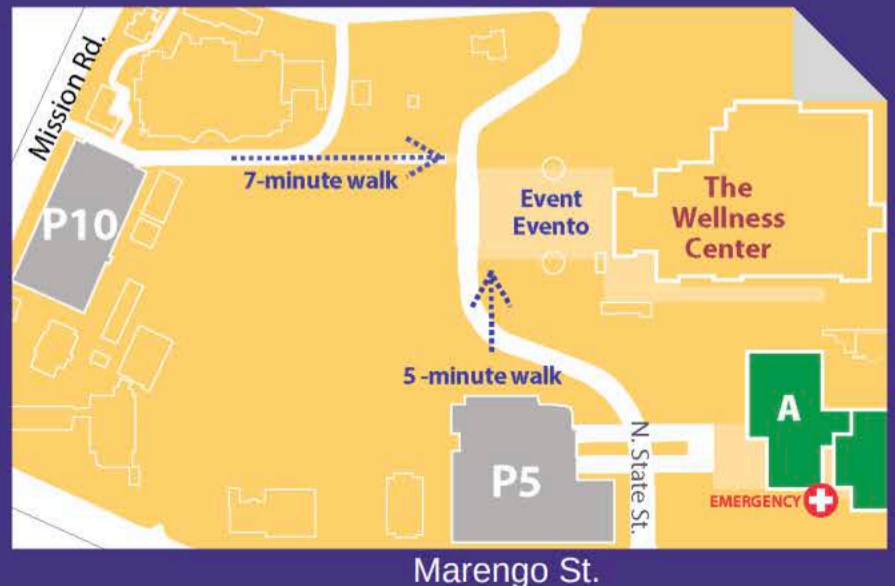 Mission Rd.
P10
7-minute walk
Event
Evento
The
Wellness
Center
5 -minute walk
P5
N. State St.
A
EMERGENCY
Marengo St.